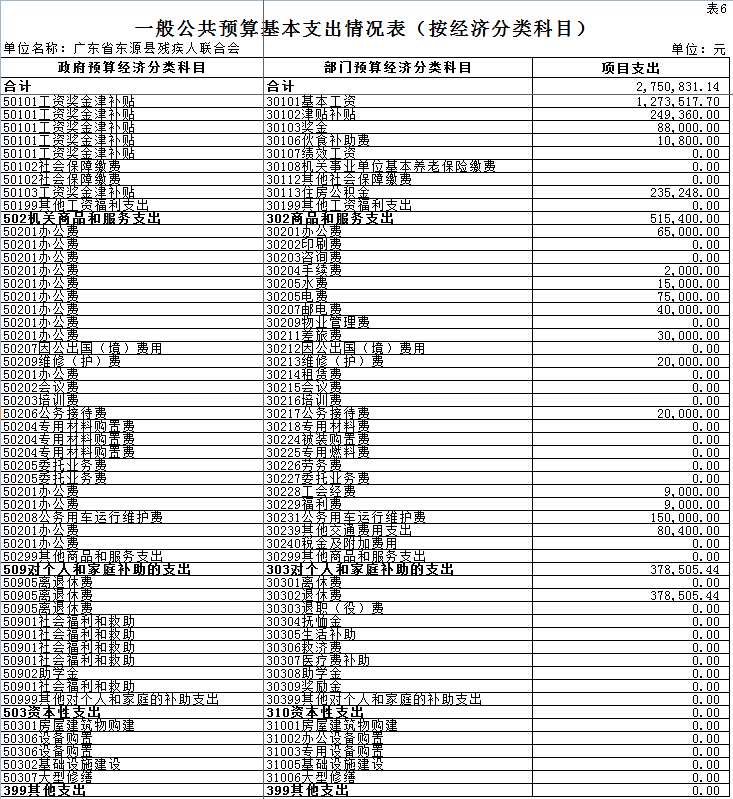 表6
一般公共预算基本支出情况表（按经济分类科目）
单位名称：广东省东源县残疾人联合会 单位：元
政府预算经济分类科目 部门预算经济分类科目 项目支出
合计 合计 2,750,831.14
50101工资奖金津补贴 30101基本工资 1,273,517.70
50101工资奖金津补贴 30102津贴补贴 249,360.00
50101工资奖金津补贴 30103奖金 88,000.00
50101工资奖金津补贴 30106伙食补助费 10,800.00
50101工资奖金津补贴 30107绩效工资 0.00
50102社会保障缴费 30108机关事业单位基本养老保险缴费 0.00
50102社会保障缴费 30112其他社会保障缴费 0.00
50103工资奖金津补贴 30113住房公积金 235,248.00
50199其他工资福利支出 30199其他工资福利支出 0.00
502机关商品和服务支出 302商品和服务支出 515,400.00
50201办公费 30201办公费 65,000.00
50201办公费 30202印刷费 0.00
50201办公费 30203咨询费 0.00
50201办公费 30204手续费 2,000.00
50201办公费 30205水费 15,000.00
50201办公费 30205电费 75,000.00
50201办公费 30207邮电费 40,000.00
50201办公费 30209物业管理费 0.00
50201办公费 30211差旅费 30,000.00
50207因公出国（境）费用 30212因公出国（境）费用 0.00
50209维修（护）费 30213维修（护）费 20,000.00
50201办公费 30214租赁费 0.00
50202会议费 30215会议费 0.00
50203培训费 30216培训费 0.00
50206公务接待费 30217公务接待费 20,000.00
50204专用材料购置费 30218专用材料费 0.00
50204专用材料购置费 30224被装购置费 0.00
50204专用材料购置费 30225专用燃料费 0.00
50205委托业务费 30226劳务费 0.00
50205委托业务费 30227委托业务费 0.00
50201办公费 30228工会经费 9,000.00
50201办公费 30229福利费 9,000.00
50208公务用车运行维护费 30231公务用车运行维护费 150,000.00
50201办公费 30239其他交通费用支出 80,400.00
50201办公费 30240税金及附加费用 0.00
50299其他商品和服务支出 30299其他商品和服务支出 0.00
509对个人和家庭补助的支出 303对个人和家庭补助的支出 378,505.44
50905离退休费 30301离休费 0.00
50905离退休费 30302退休费 378,505.44
50905离退休费 30303退职（役）费 0.00
50901社会福利和救助 30304抚恤金 0.00
50901社会福利和救助 30305生活补助 0.00
50901社会福利和救助 30306救济费 0.00
50901社会福利和救助 30307医疗费补助 0.00
50902助学金 30308助学金 0.00
50901社会福利和救助 30309奖励金 0.00
50999其他对个人和家庭的补助支出 30399其他对个人和家庭的补助支出 0.00
503资本性支出 310资本性支出 0.00
50301房屋建筑物购建 31001房屋建筑物购建 0.00
50306设备购置 31002办公设备购置 0.00
50306设备购置 31003专用设备购置 0.00
50302基础设施建设 31005基础设施建设 0.00
50307大型修缮 31006大型修缮 0.00
399其他支出 399其他支出 0.00